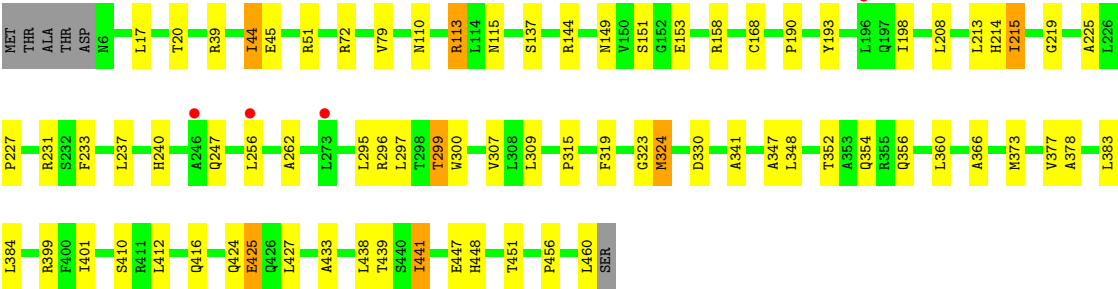 MET THR ALA THR ASP N6 L17 T20 R39 I44 E45 R51 R72 V79 N110 R113 L114 N115 S137 R144 N149 V150 S151 G152 E153 R158 C168 P190 Y193 L196 Q197 I198 L208 L213 H214 I215 G219 A225 L226
P227 R231 S232 F233 L237 H240 A246 Q247 L256 A262 L273 L295 R296 L297 T298 T299 W300 V307 L308 L309 P315 F319 G323 M324 D330 A341 A347 L348 T352 A353 Q354 R355 Q356 L360 A366 M373 V377 A378 L383
L384 R399 F400 I401 S410 R411 L412 Q416 Q424 E425 Q426 L427 A433 L438 T439 S440 I441 E447 H448 T451 P456 L460 SER